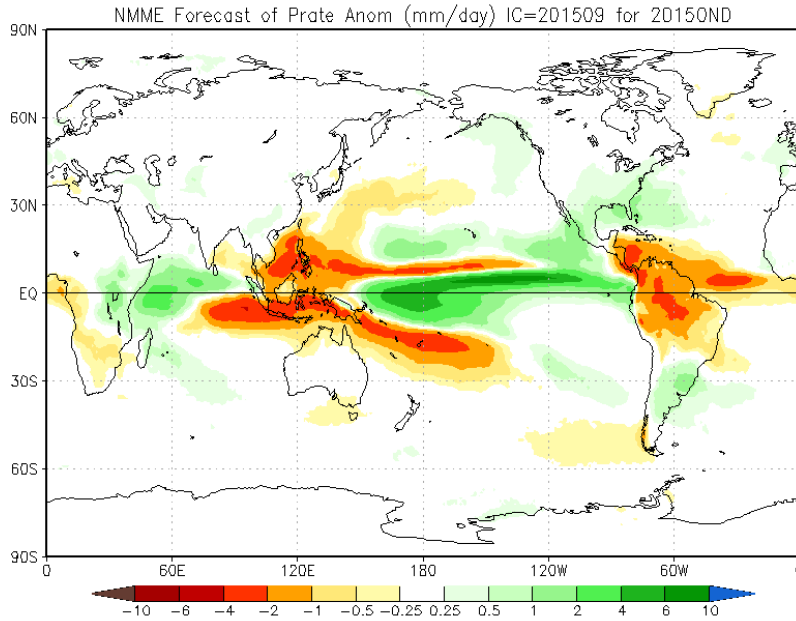 NMME Forecast of Prate Anom (mm/day) IC=201509 for 2015OND
90N
60N
30N
EQ
30S
60S
90S
0 60E 120E 180 120W 60W 0
-10 -6 -4 -2 -1 -0.5 -0.25 0.25 0.5 1 2 4 6 10